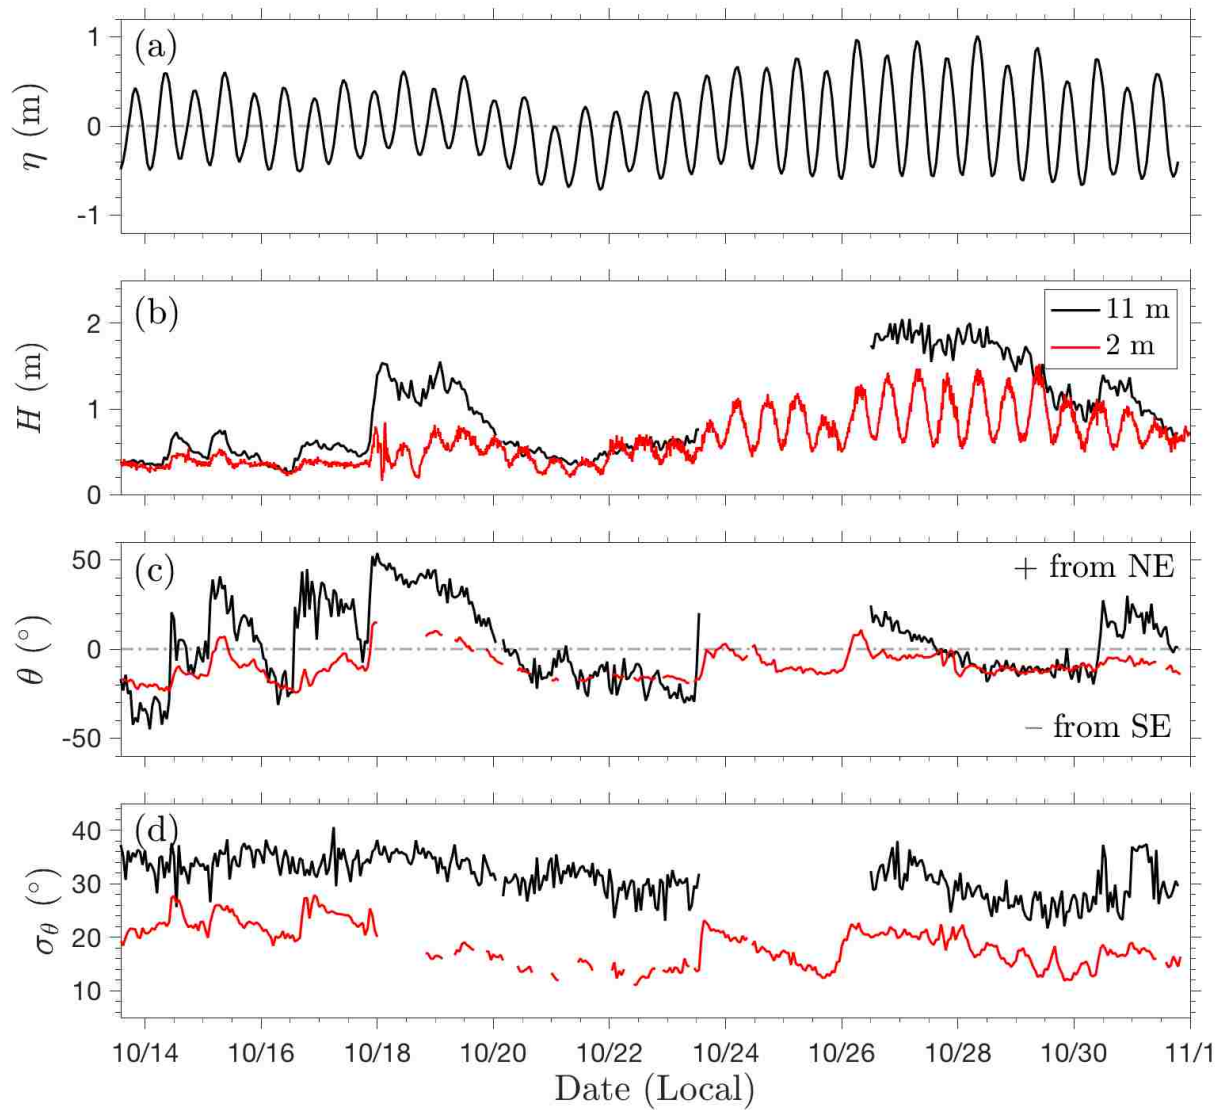 (a)
η (m)
1
0
-1
(b)
H (m)
2
1
0
11 m
2 m
(c)
θ (°)
50
0
-50
+ from NE
− from SE
(d)
σθ (°)
40
30
20
10
10/14 10/16 10/18 10/20 10/22 10/24 10/26 10/28 10/30 11/1
Date (Local)